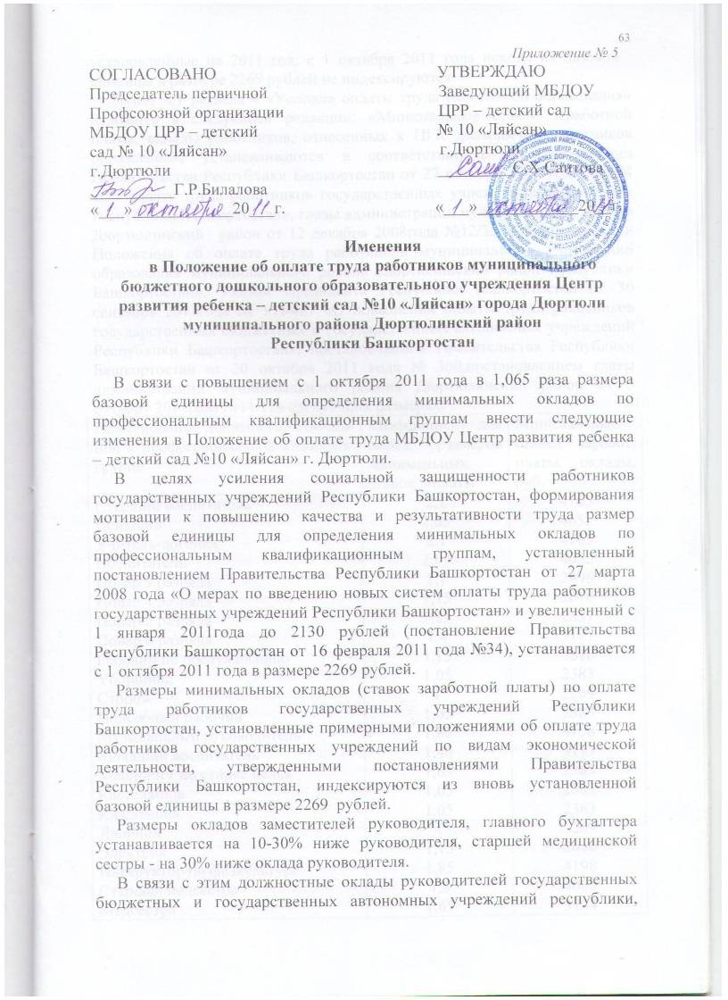 63
Приложение № 5
СОГЛАСОВАНО
Председатель первичной
Профсоюзной организации
МБДОУ ЦРР – детский
сад № 10 «Ляйсан»
г.Дюртюли
Г.Р.Билалова
« 1 » октября 2011 г.
УТВЕРЖДАЮ
Заведующий МБДОУ
ЦРР – детский сад
№ 10 «Ляйсан»
г.Дюртюли
С.Х.Саитова
« 1 » октября 2011 г.
Именения
в Положение об оплате труда работников муниципального
бюджетного дошкольного образовательного учреждения Центр
развития ребенка – детский сад №10 «Ляйсан» города Дюртюли
муниципального района Дюртюлинский район
Республики Башкортостан
В связи с повышением с 1 октября 2011 года в 1,065 раза размера
базовой единицы для определения минимальных окладов по
профессиональным квалификационным группам внести следующие
изменения в Положение об оплате труда МБДОУ Центр развития ребенка
– детский сад №10 «Ляйсан» г. Дюртюли.
В целях усиления социальной защищенности работников
государственных учреждений Республики Башкортостан, формирования
мотивации к повышению качества и результативности труда размер
базовой единицы для определения минимальных окладов по
профессиональным квалификационным группам, установленный
постановлением Правительства Республики Башкортостан от 27 марта
2008 года «О мерах по введению новых систем оплаты труда работников
государственных учреждений Республики Башкортостан» и увеличенный с
1 января 2011года до 2130 рублей (постановление Правительства
Республики Башкортостан от 16 февраля 2011 года №34), устанавливается
с 1 октября 2011 года в размере 2269 рублей.
Размеры минимальных окладов (ставок заработной платы) по оплате
труда работников государственных учреждений Республики
Башкортостан, установленные примерными положениями об оплате труда
работников государственных учреждений по видам экономической
деятельности, утвержденными постановлениями Правительства
Республики Башкортостан, индексируются из вновь установленной
базовой единицы в размере 2269 рублей.
Размеры окладов заместителей руководителя, главного бухгалтера
устанавливается на 10-30% ниже руководителя, старшей медицинской
сестры - на 30% ниже оклада руководителя.
В связи с этим должностные оклады руководителей государственных
бюджетных и государственных автономных учреждений республики,